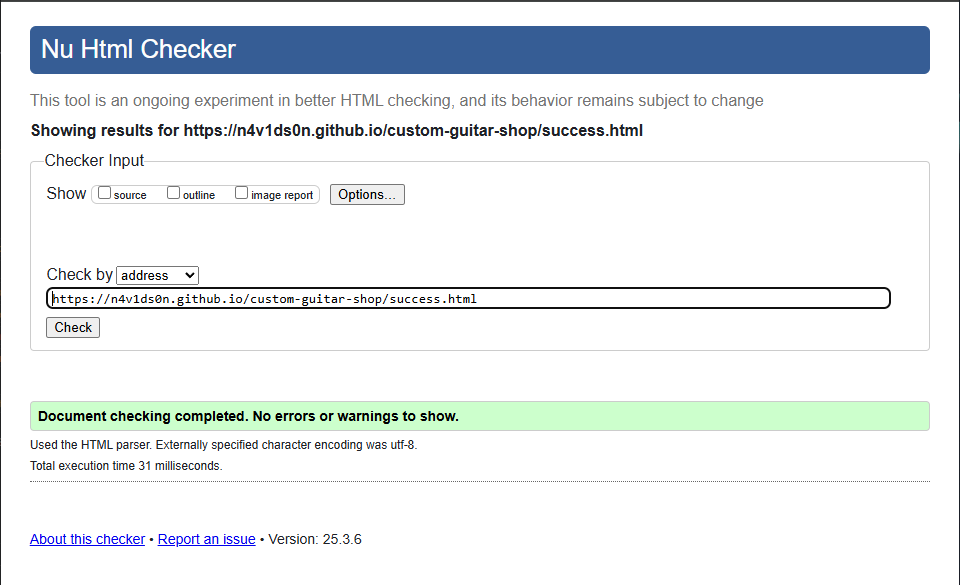 Nu Html Checker
This tool is an ongoing experiment in better HTML checking, and its behavior remains subject to change
Showing results for https://n4v1ds0n.github.io/custom-guitar-shop/success.html
Checker Input
Show source outline image report Options...
Check by address
https://n4v1ds0n.github.io/custom-guitar-shop/success.html
Check
Document checking completed. No errors or warnings to show.
Used the HTML parser. Externally specified character encoding was utf-8.
Total execution time 31 milliseconds.
About this checker • Report an issue • Version: 25.3.6